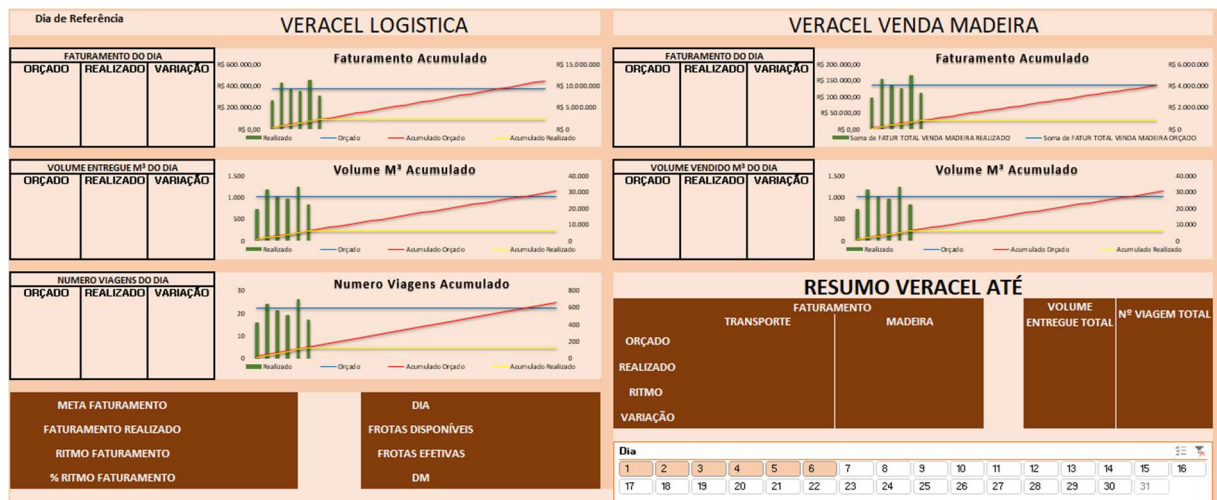 Dia de Referência
VERACEL LOGISTICA
FATURAMENTO DO DIA
ORÇADO REALIZADO VARIAÇÃO
Faturamento Acumulado
R$ 600.000,00
R$ 400.000,00
R$ 200.000,00
R$ 0,00
R$ 15.000.000
R$ 10.000.000
R$ 5.000.000
R$ 0
Realizado Orçado Acumulado Orçado Acumulado Realizado
VOLUME ENTREGUE M³ DO DIA
ORÇADO REALIZADO VARIAÇÃO
Volume M³ Acumulado
1.500
1.000
500
0
40.000
30.000
20.000
10.000
0
Realizado Orçado Acumulado Orçado Acumulado Realizado
NUMERO VIAGENS DO DIA
ORÇADO REALIZADO VARIAÇÃO
Numero Viagens Acumulado
30
20
10
0
800
600
400
200
0
Realizado Orçado Acumulado Orçado Acumulado Realizado
META FATURAMENTO
FATURAMENTO REALIZADO
RITMO FATURAMENTO
% RITMO FATURAMENTO
DIA
FROTAS DISPONÍVEIS
FROTAS EFETIVAS
DM
VERACEL VENDA MADEIRA
FATURAMENTO DO DIA
ORÇADO REALIZADO VARIAÇÃO
Faturamento Acumulado
R$ 200.000,00
R$ 150.000,00
R$ 100.000,00
R$ 50.000,00
R$ 0,00
R$ 6.000.000
R$ 4.000.000
R$ 2.000.000
R$ 0
Soma de FATUR TOTAL VENDA MADEIRA REALIZADO Soma de FATUR TOTAL VENDA MADEIRA ORÇADO
VOLUME VENDIDO M³ DO DIA
ORÇADO REALIZADO VARIAÇÃO
Volume M³ Acumulado
1.500
1.000
500
0
40.000
30.000
20.000
10.000
0
Realizado Orçado Acumulado Orçado Acumulado Realizado
RESUMO VERACEL ATÉ
FATURAMENTO
TRANSPORTE MADEIRA
VOLUME
ENTREGUE TOTAL
Nº VIAGEM TOTAL
ORÇADO
REALIZADO
RITMO
VARIAÇÃO
Dia
1 2 3 4 5 6 7 8 9 10 11 12 13 14 15 16
17 18 19 20 21 22 23 24 25 26 27 28 29 30 31